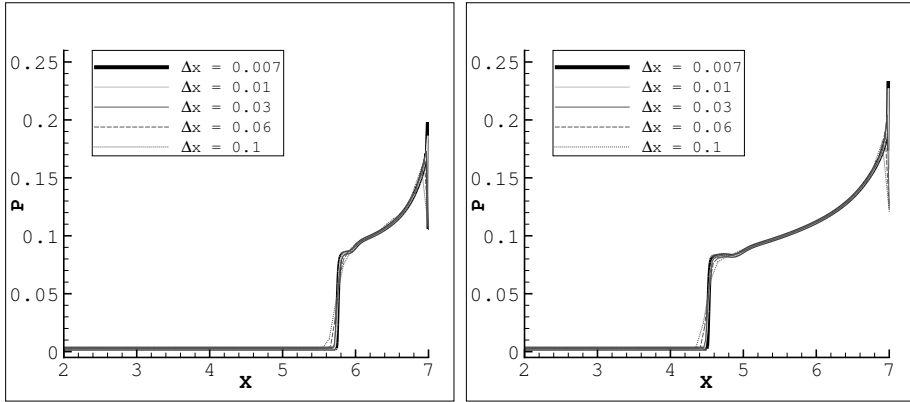 0.25
0.2
0.15
0.1
0.05
0
P
2 3 4 5 6 7
X
Δx = 0.007
Δx = 0.01
Δx = 0.03
Δx = 0.06
Δx = 0.1
0.25
0.2
0.15
0.1
0.05
0
P
2 3 4 5 6 7
X
Δx = 0.007
Δx = 0.01
Δx = 0.03
Δx = 0.06
Δx = 0.1